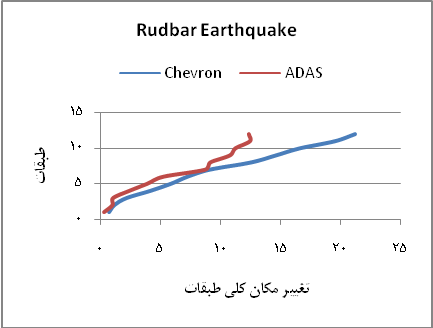 Rudbar Earthquake
Chevron ADAS
۱۵
۱۰
۵
۰
طبقات
۰ ۵ ۱۰ ۱۵ ۲۰ ۲۵
تغییر مکان کلی طبقات